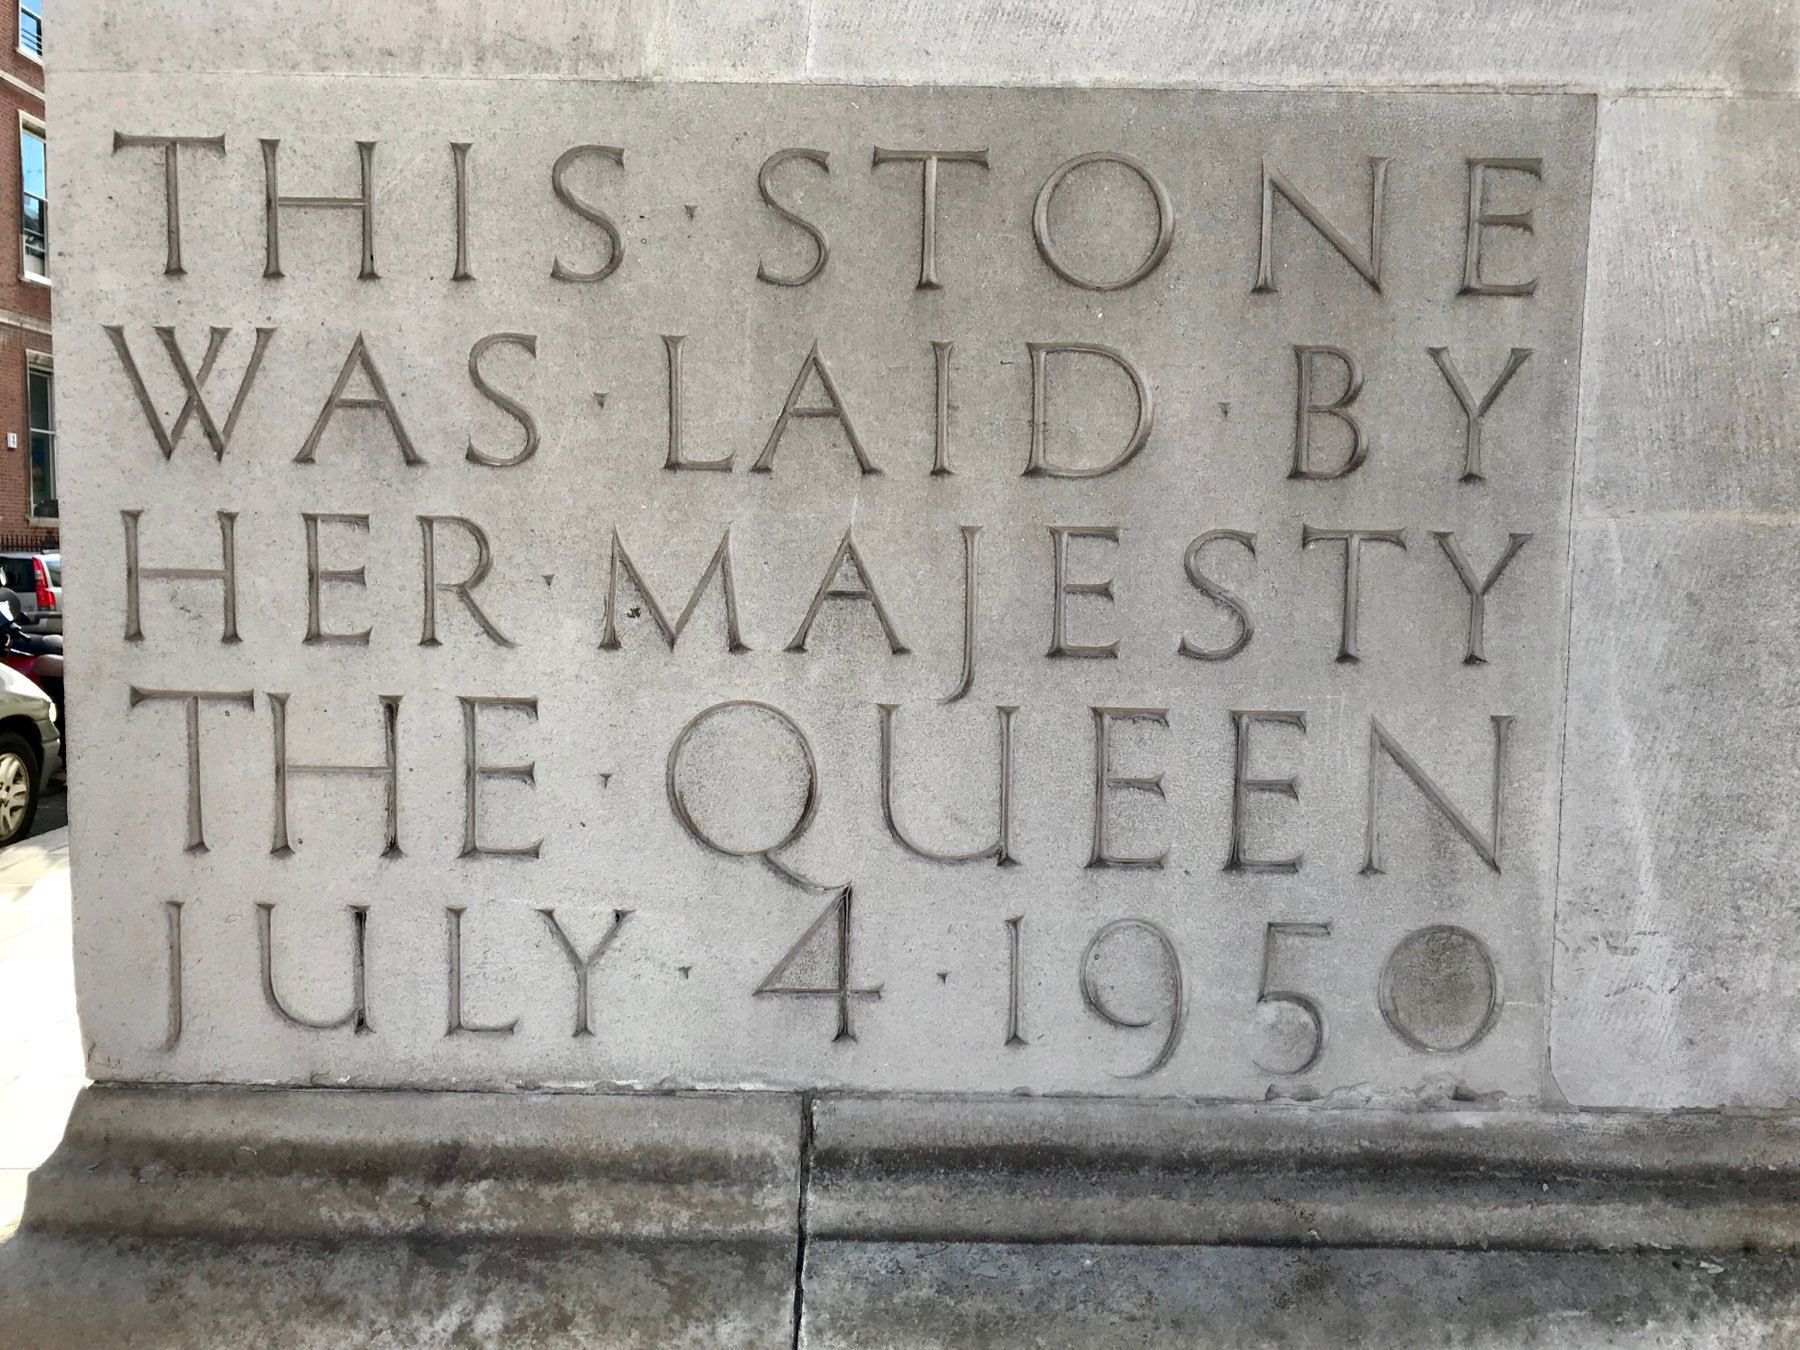 THIS · STONE
WAS · LAID · BY
HER · MAJESTY
THE · QUEEN
JULY · 4 · 1950